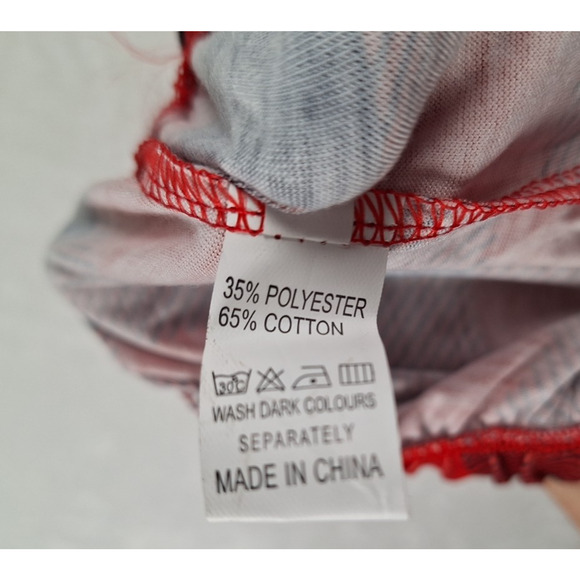 35% POLYESTER
65% COTTON
30°C
WASH DARK COLOURS
SEPARATELY
MADE IN CHINA